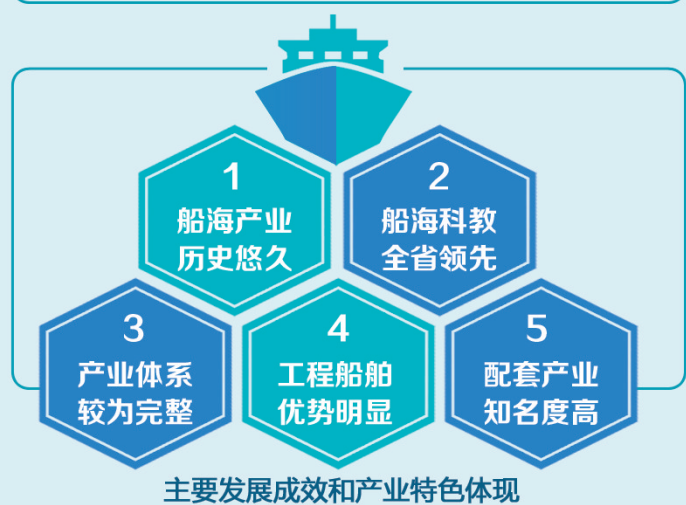 1
船海产业
历史悠久
2
船海科教
全省领先
3
产业体系
较为完整
4
工程船舶
优势明显
5
配套产业
知名度高
主要发展成效和产业特色体现